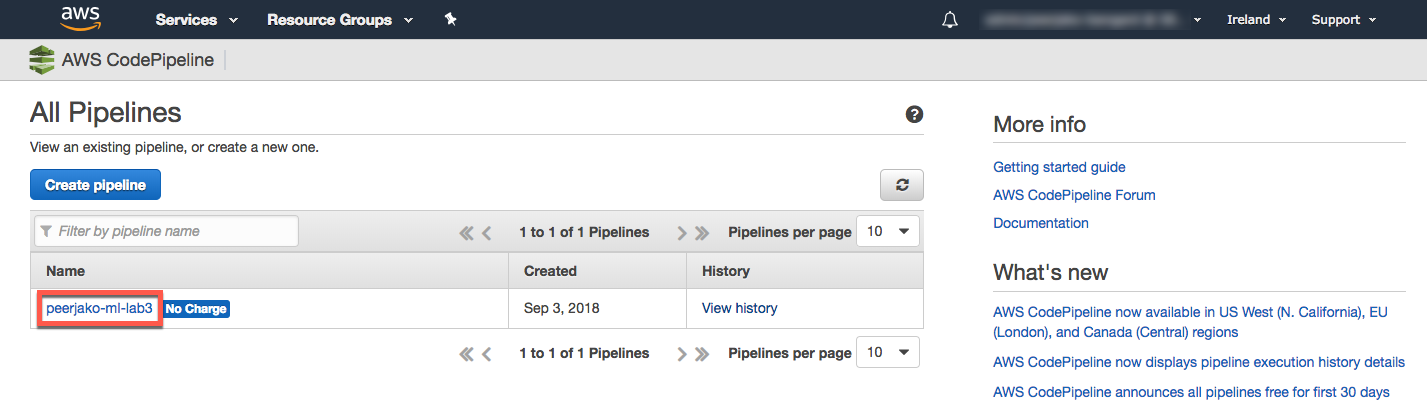 aws
Services
Resource Groups
Ireland
Support
AWS CodePipeline
All Pipelines
?
View an existing pipeline, or create a new one.
Create pipeline
Filter by pipeline name
1 to 1 of 1 Pipelines
Pipelines per page
10
Name
Created
History
peerjako-ml-lab3
No Charge
Sep 3, 2018
View history
1 to 1 of 1 Pipelines
Pipelines per page
10
More info
Getting started guide
AWS CodePipeline Forum
Documentation
What's new
AWS CodePipeline now available in US West (N. California), EU
(London), and Canada (Central) regions
AWS CodePipeline now displays pipeline execution history details
AWS CodePipeline announces all pipelines free for first 30 days